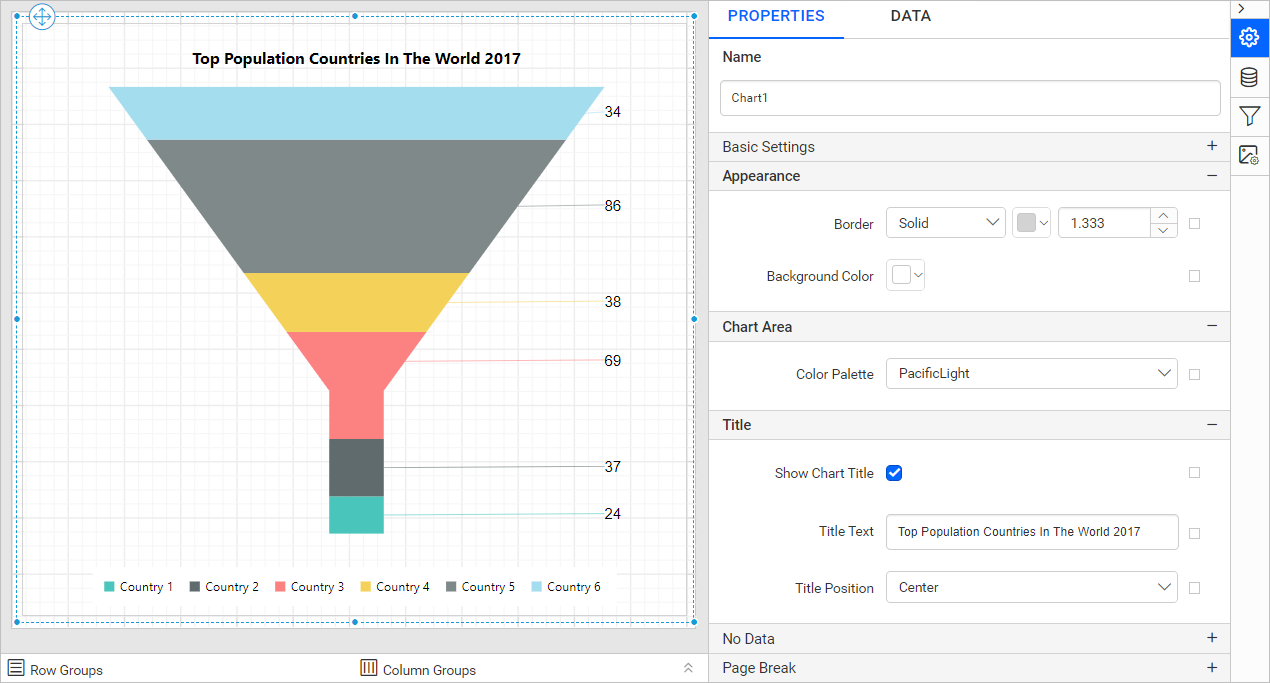 PROPERTIES DATA
Name
Chart1
Basic Settings
Appearance
Border Solid 1.333
Background Color
Chart Area
Color Palette PacificLight
Title
Show Chart Title
Title Text Top Population Countries In The World 2017
Title Position Center
No Data
Page Break
Top Population Countries In The World 2017
34
86
38
69
37
24
Country 1 Country 2 Country 3 Country 4 Country 5 Country 6
Row Groups Column Groups